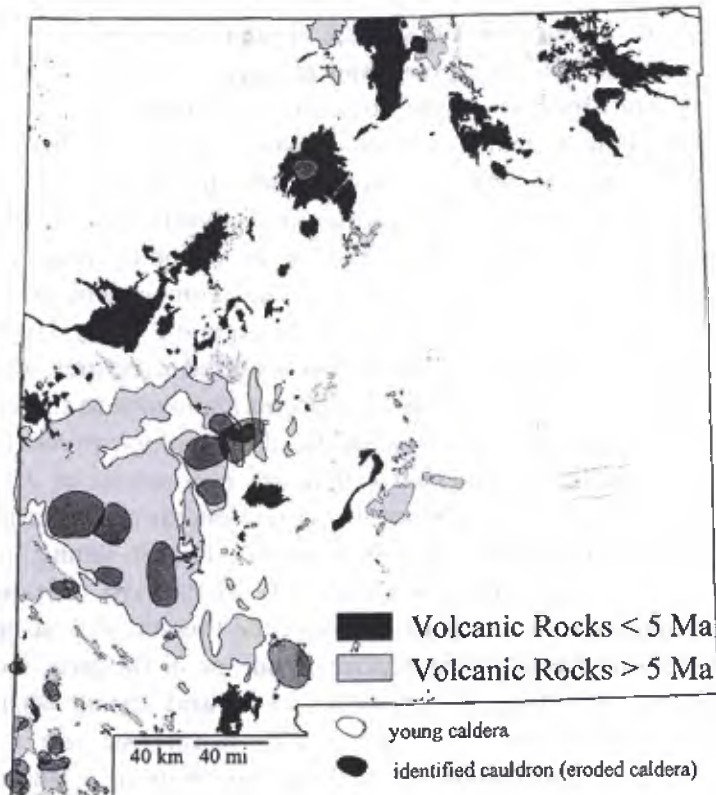 Volcanic Rocks < 5 Ma
Volcanic Rocks > 5 Ma
young caldera
40 km 40 mi
identified cauldron (eroded caldera)